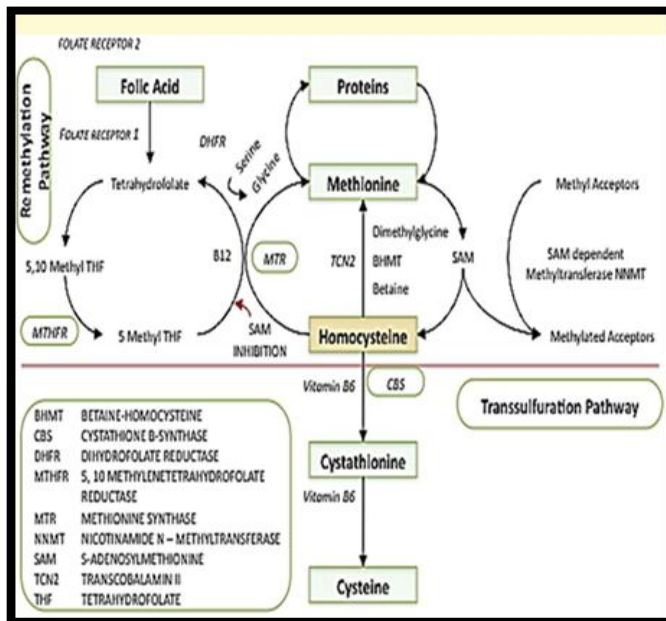 FOLATE RECEPTOR 2
Remethylation
Pathway
Folic Acid
Proteins
FOLATE RECEPTOR 1
DHFR
Serine
Glycine
Tetrahydrofolate
Methionine
Methyl Acceptors
5,10 Methyl THF
B12
MTR
TCN2
Dimethylglycine
BHMT
Betaine
SAM
SAM dependent
Methyltransferase NNMT
MTHFR
5 Methyl THF
SAM
INHIBITION
Homocysteine
Methylated Acceptors
Vitamin B6
CBS
Transsulfuration Pathway
BHMT BETAINE-HOMOCYSTEINE
CBS CYSTATHIONE B-SYNTHASE
DHFR DIHYDROFOLATE REDUCTASE
MTHFR 5, 10 METHYLENETETRAHYDROFOLATE
REDUCTASE
MTR METHIONINE SYNTHASE
NNMT NICOTINAMIDE N – METHYLTRANSFERASE
SAM S-ADENOSYLMETHIONINE
TCN2 TRANSCOBALAMIN II
THF TETRAHYDROFOLATE
Cystathionine
Vitamin B6
Cysteine